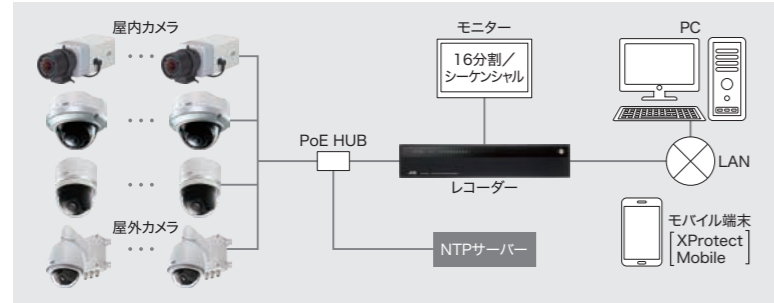 屋内カメラ
モニター
PC
16分割／
シーケンシャル
PoE HUB
LAN
レコーダー
屋外カメラ
NTPサーバー
モバイル端末
[XProtect
Mobile]